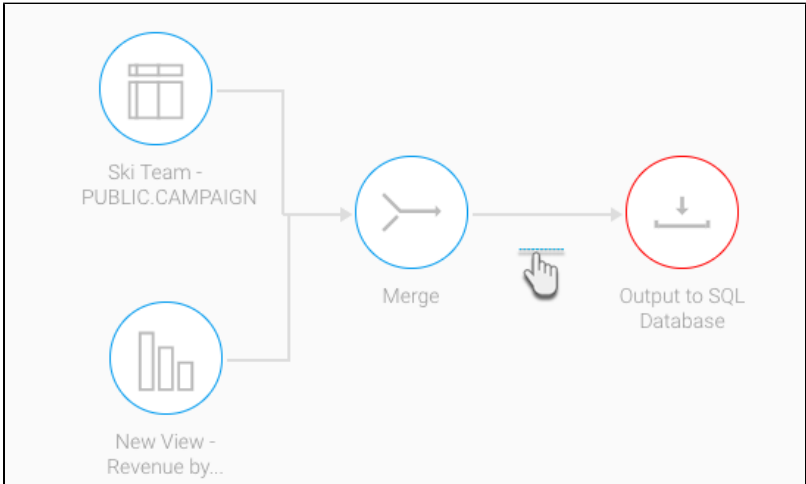 Ski Team -
PUBLIC.CAMPAIGN
Merge
Output to SQL
Database
New View -
Revenue by...